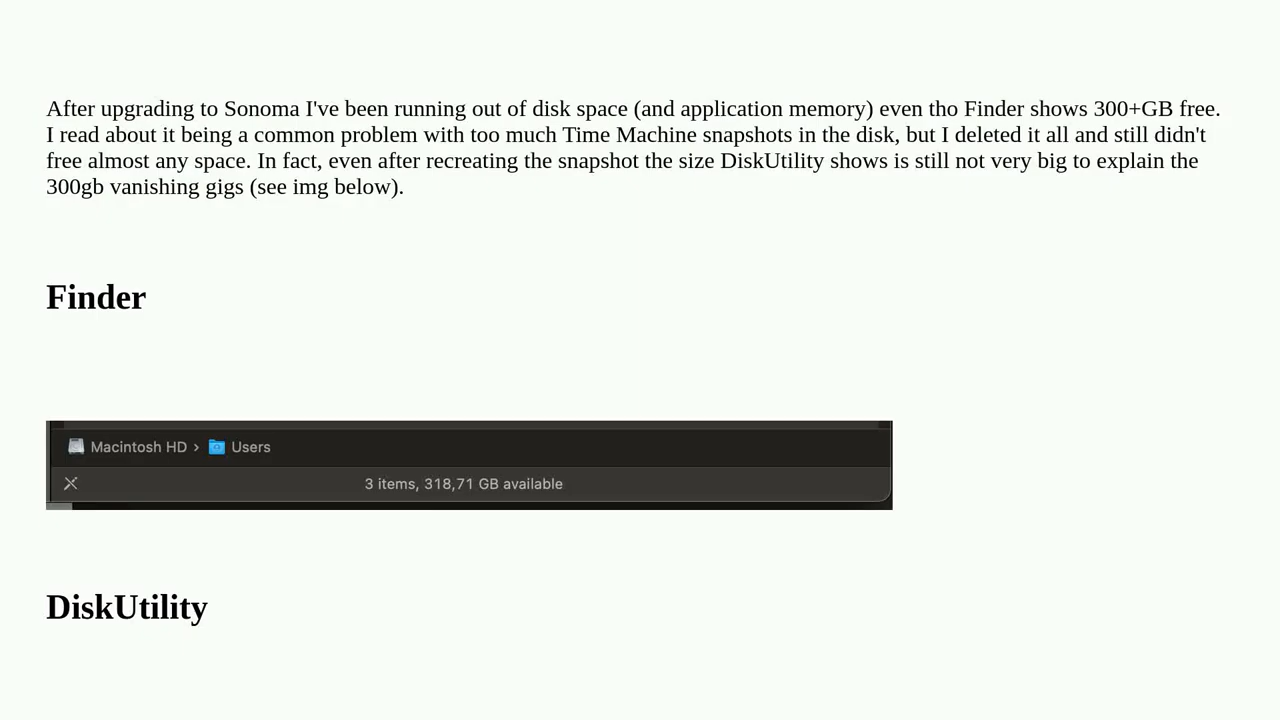 After upgrading to Sonoma I've been running out of disk space (and application memory) even tho Finder shows 300+GB free.
I read about it being a common problem with too much Time Machine snapshots in the disk, but I deleted it all and still didn't
free almost any space. In fact, even after recreating the snapshot the size DiskUtility shows is still not very big to explain the
300gb vanishing gigs (see img below).
Finder
Macintosh HD › Users
3 items, 318,71 GB available
DiskUtility